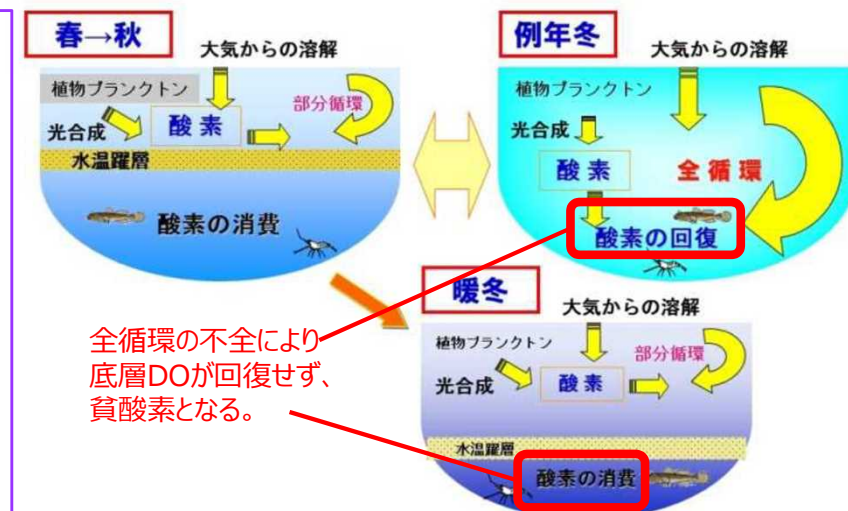 春→秋
大気からの溶解
植物プランクトン
部分循環
光合成
酸素
水温躍層
酸素の消費
例年冬
大気からの溶解
植物プランクトン
光合成
酸素
全循環
酸素の回復
暖冬
大気からの溶解
植物プランクトン
部分循環
光合成
酸素
水温躍層
酸素の消費
全循環の不全により
底層DOが回復せず、
貧酸素となる。